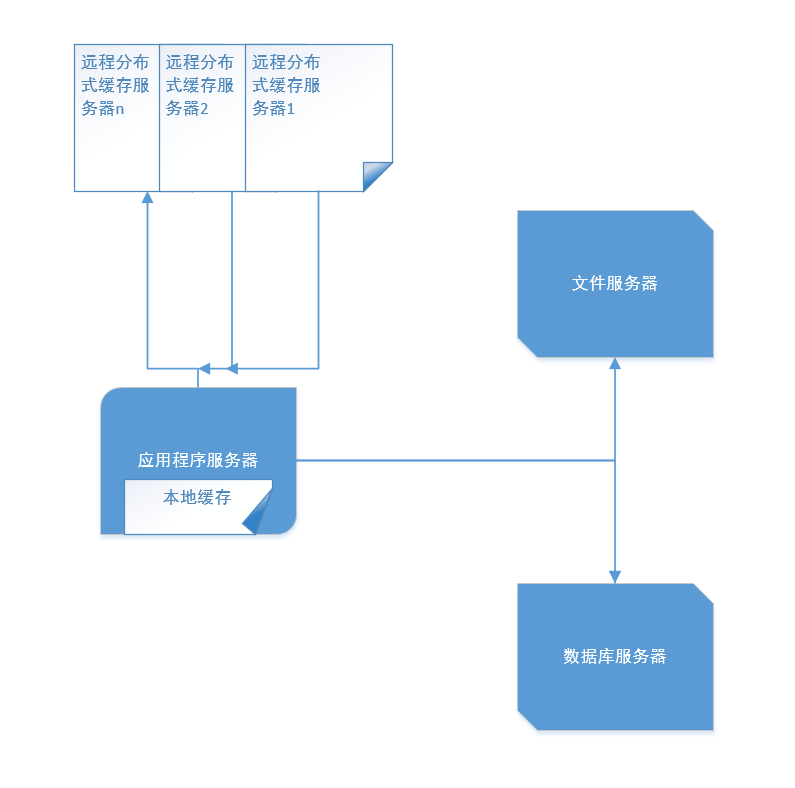 远程分布
式缓存服
务器n
远程分布
式缓存服
务器2
远程分布
式缓存服
务器1
文件服务器
应用程序服务器
本地缓存
数据库服务器